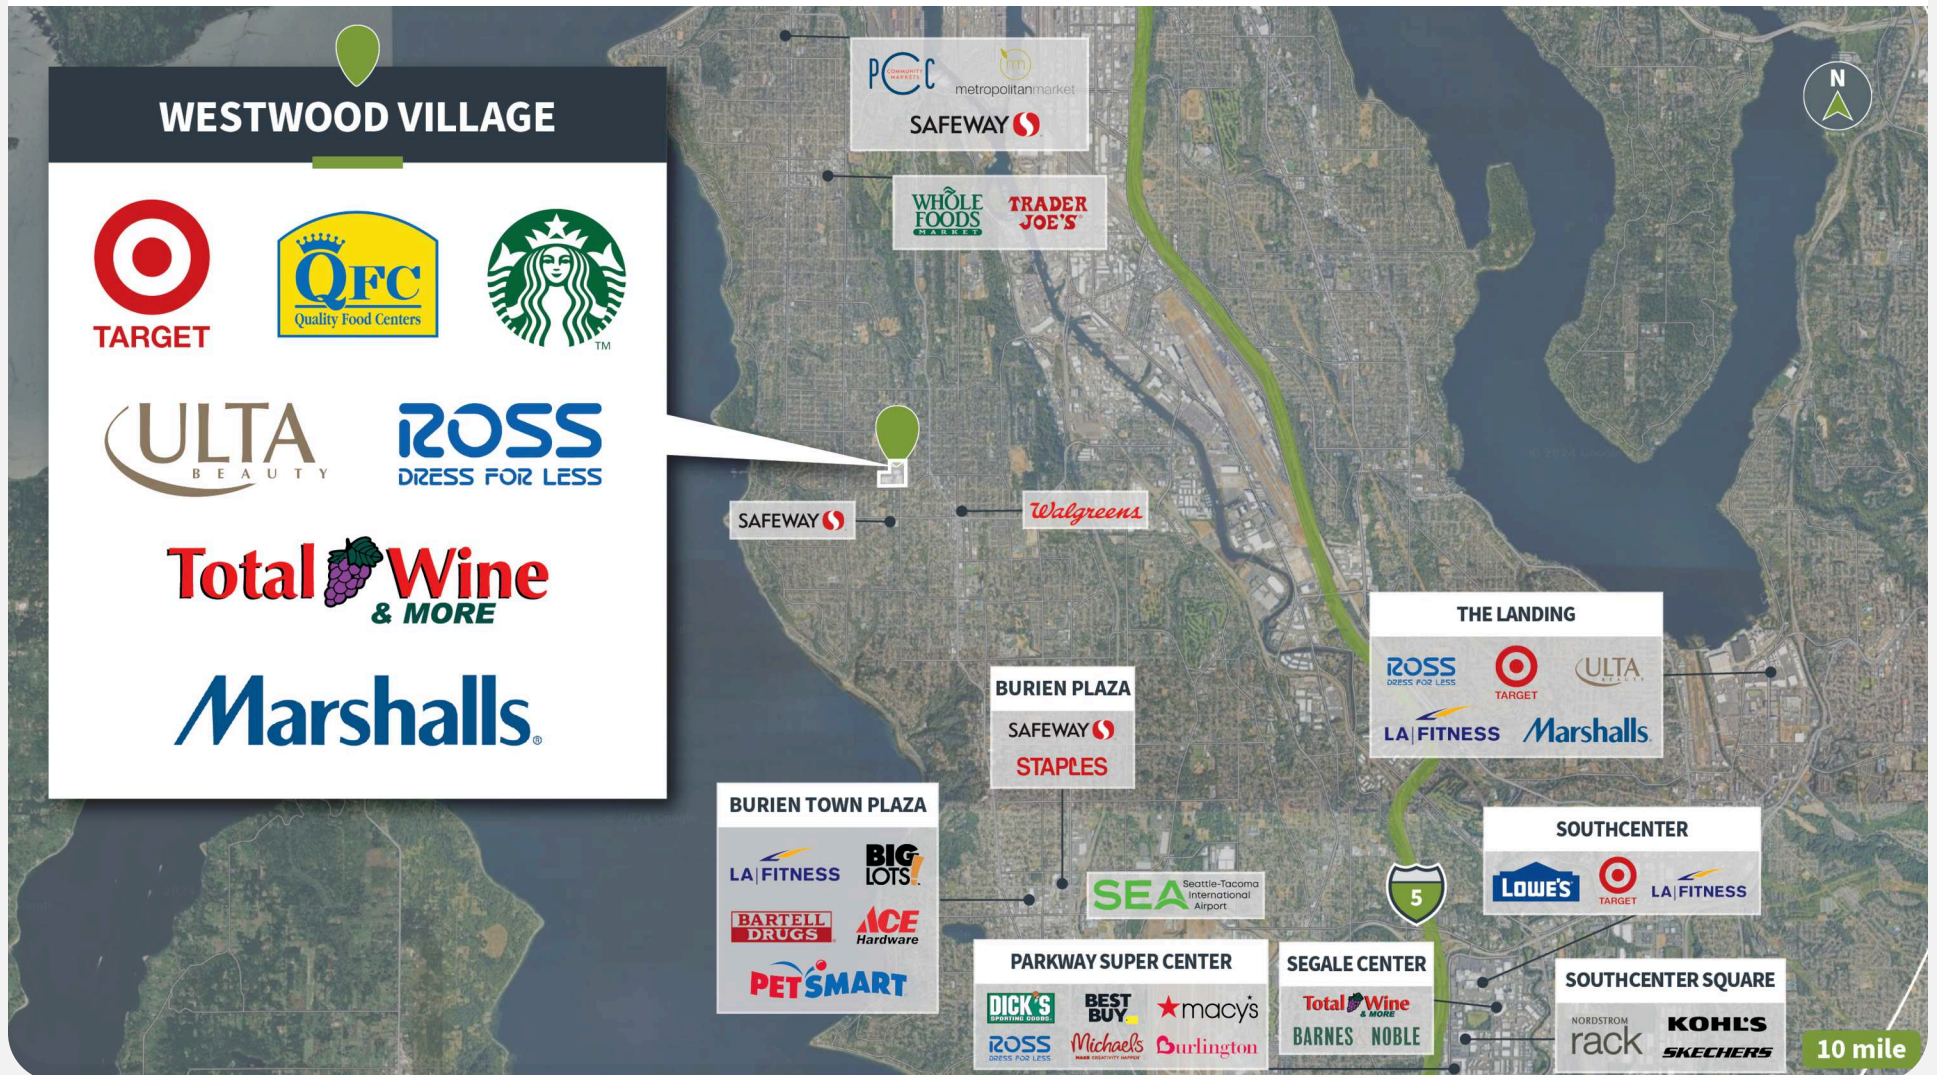 WESTWOOD VILLAGE
TARGET
QFC
Quality Food Centers
TM
ULTA
BEAUTY
ROSS
DRESS FOR LESS
Total Wine
& MORE
Marshalls®
PCC
COMMUNITY
MARKETS
m
metropolitanmarket
SAFEWAY
N
WHOLE
FOODS
MARKET
TRADER
JOE'S
SAFEWAY
Walgreens
THE LANDING
ROSS
DRESS FOR LESS
TARGET
ULTA
BEAUTY
LA|FITNESS
Marshalls
BURIEN PLAZA
SAFEWAY
STAPLES
BURIEN TOWN PLAZA
LA|FITNESS
BIG
LOTS!
BARTELL
DRUGS
ACE
Hardware
PETSMART
SEA
Seattle-Tacoma
International
Airport
5
SOUTHCENTER
LOWE'S
TARGET
LA|FITNESS
PARKWAY SUPER CENTER
DICK'S
SPORTING GOODS
BEST
BUY
macy's
ROSS
DRESS FOR LESS
Michaels
MAKE CREATIVITY HAPPEN
Burlington
SEGALE CENTER
Total Wine
& MORE
BARNES NOBLE
SOUTHCENTER SQUARE
NORDSTROM
rack
KOHL'S
SKECHERS
10 mile